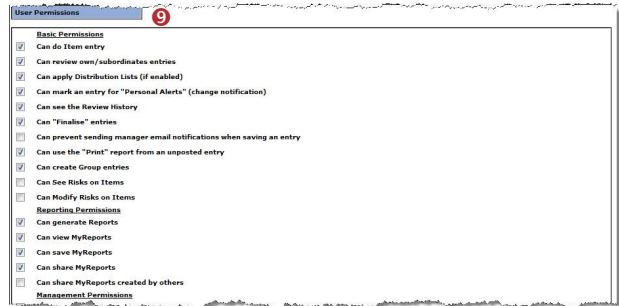 User Permissions
9
Basic Permissions
Can do Item entry
Can review own/subordinates entries
Can apply Distribution Lists (if enabled)
Can mark an entry for "Personal Alerts" (change notification)
Can see the Review History
Can "Finalise" entries
Can prevent sending manager email notifications when saving an entry
Can use the "Print" report from an unposted entry
Can create Group entries
Can See Risks on Items
Can Modify Risks on Items
Reporting Permissions
Can generate Reports
Can view MyReports
Can save MyReports
Can share MyReports
Can share MyReports created by others
Management Permissions